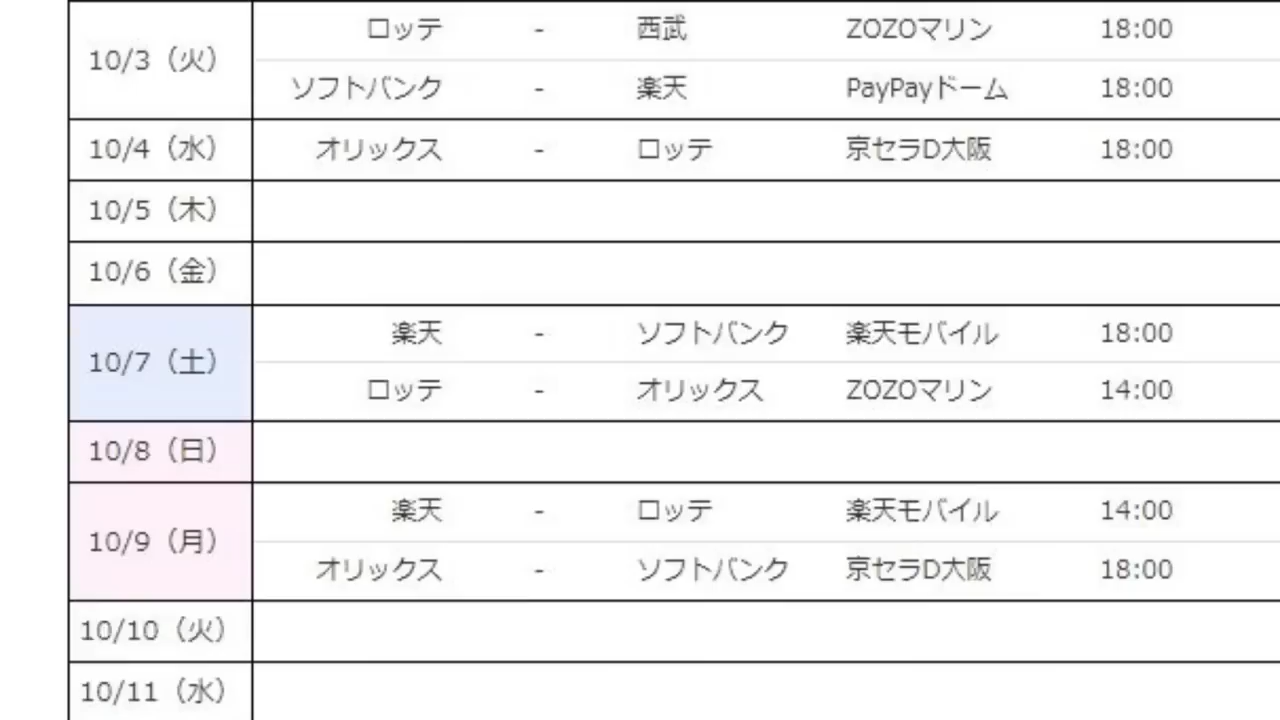 10/3（火） ロッテ - 西武 ZOZOマリン 18:00
ソフトバンク - 楽天 PayPayドーム 18:00
10/4（水） オリックス - ロッテ 京セラD大阪 18:00
10/5（木）
10/6（金）
10/7（土） 楽天 - ソフトバンク 楽天モバイル 18:00
ロッテ - オリックス ZOZOマリン 14:00
10/8（日）
10/9（月） 楽天 - ロッテ 楽天モバイル 14:00
オリックス - ソフトバンク 京セラD大阪 18:00
10/10（火）
10/11（水）